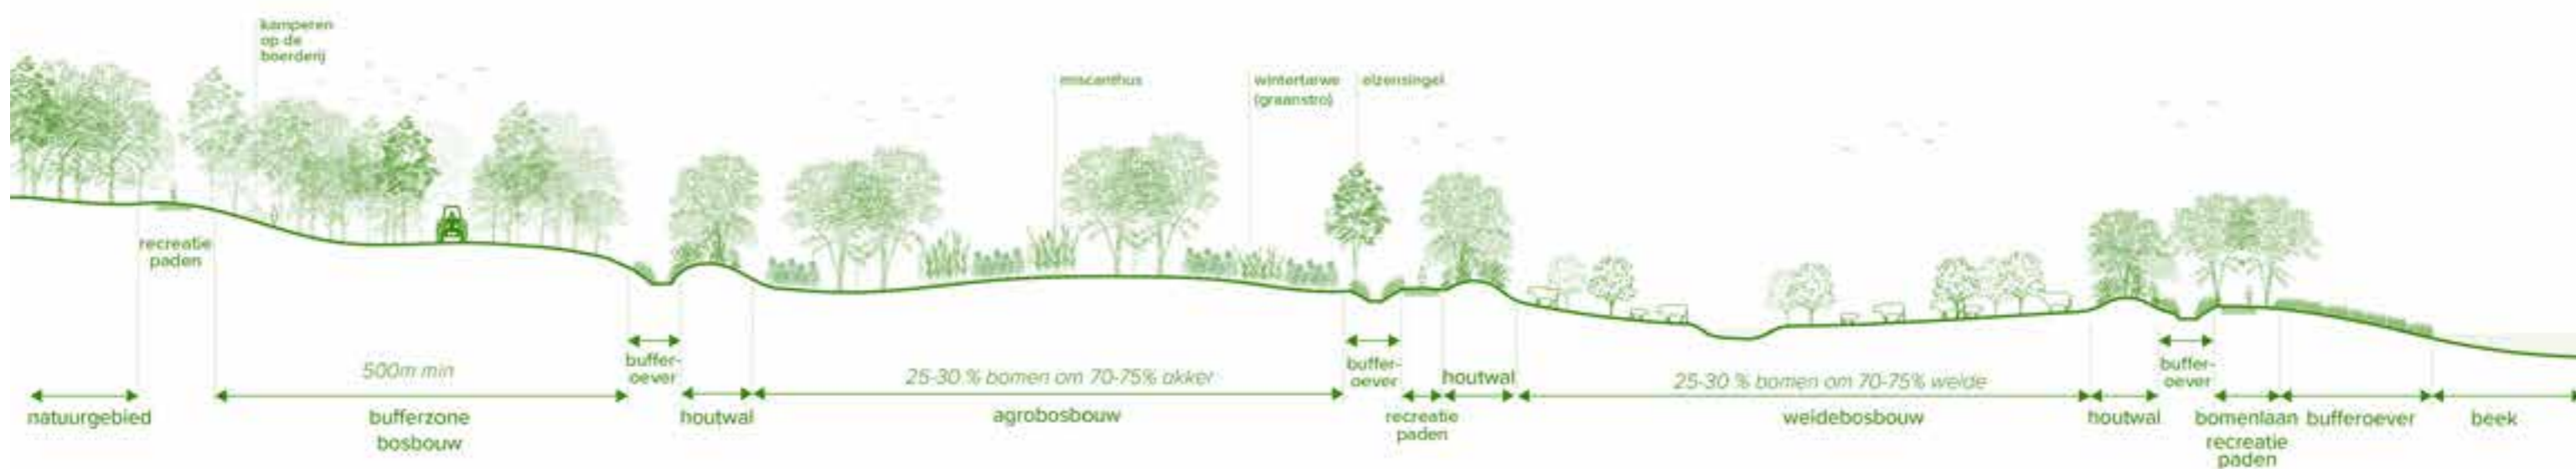 kamperen
op de
boerderij
miscanthus
wintertarwe
(graanstro)
elzensingel
recreatie
paden
500m min
buffer-
oever
25-30 % bomen om 70-75% akker
buffer-
oever
houtwal
25-30 % bomen om 70-75% weide
buffer-
oever
natuurgebied
bufferzone
bosbouw
houtwal
agrobosbouw
recreatie
paden
weidebosbouw
houtwal
bomenlaan
recreatie
paden
bufferoever
beek